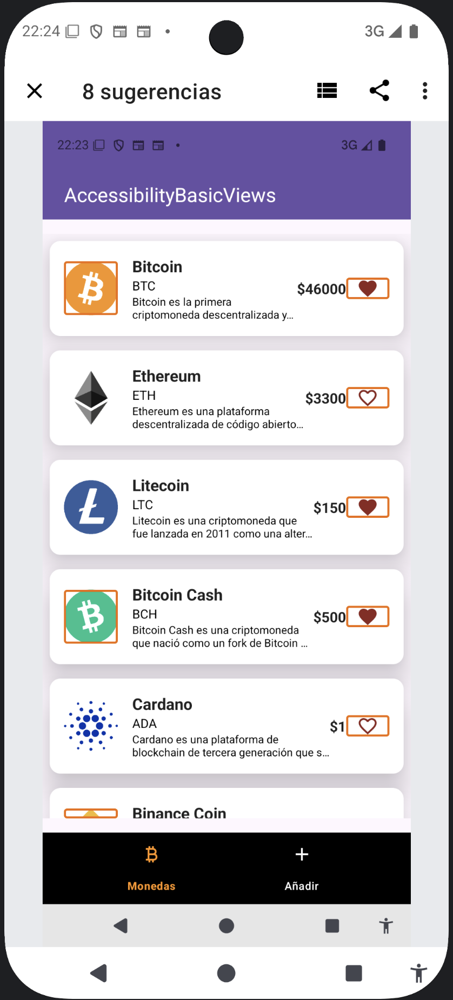 22:24
3G
8 sugerencias
22:23
3G
AccessibilityBasicViews
Bitcoin
BTC
Bitcoin es la primera
criptomoneda descentralizada y...
$46000
Ethereum
ETH
Ethereum es una plataforma
descentralizada de código abierto...
$3300
Litecoin
LTC
Litecoin es una criptomoneda que
fue lanzada en 2011 como una alter...
$150
Bitcoin Cash
BCH
Bitcoin Cash es una criptomoneda
que nació como un fork de Bitcoin ...
$500
Cardano
ADA
Cardano es una plataforma de
blockchain de tercera generación que s...
$1
Binance Coin
Monedas
Añadir